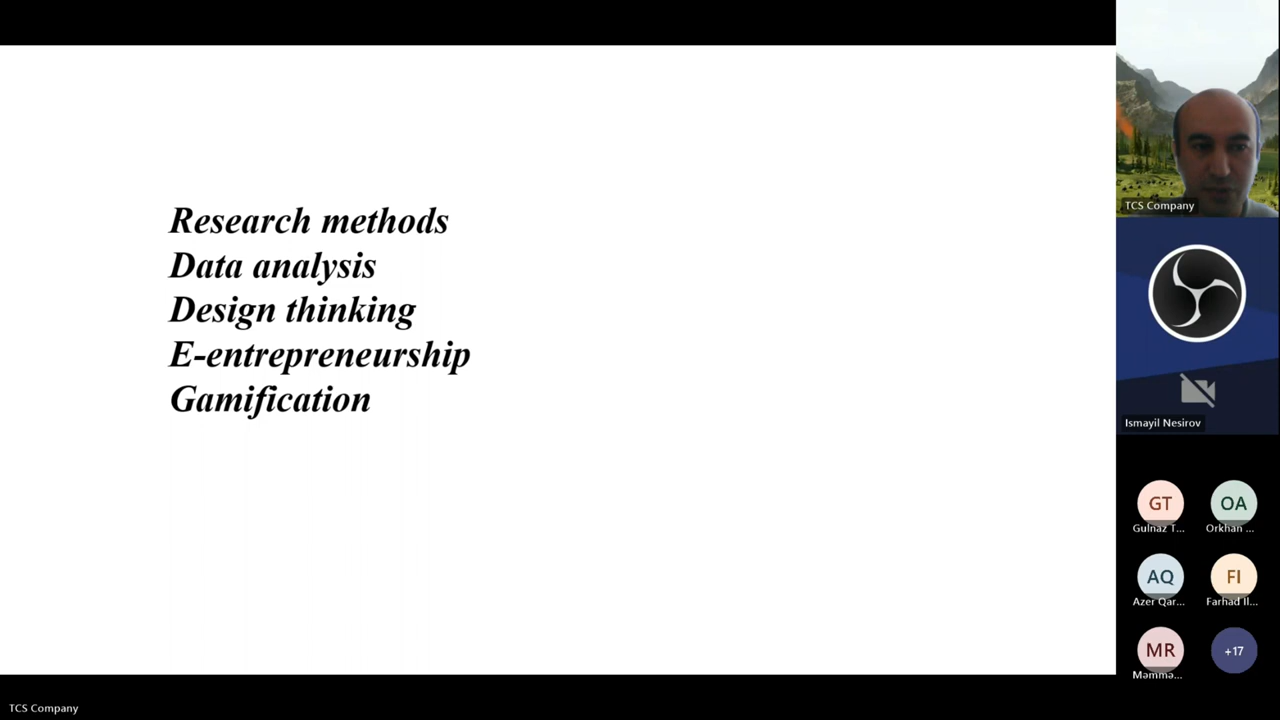 Research methods
Data analysis
Design thinking
E-entrepreneurship
Gamification
TCS Company
Ismayil Nesirov
GT
Gulnaz T...
OA
Orkhan ...
AQ
Azer Qar...
FI
Farhad Il...
MR
Məmmə...
+17
TCS Company